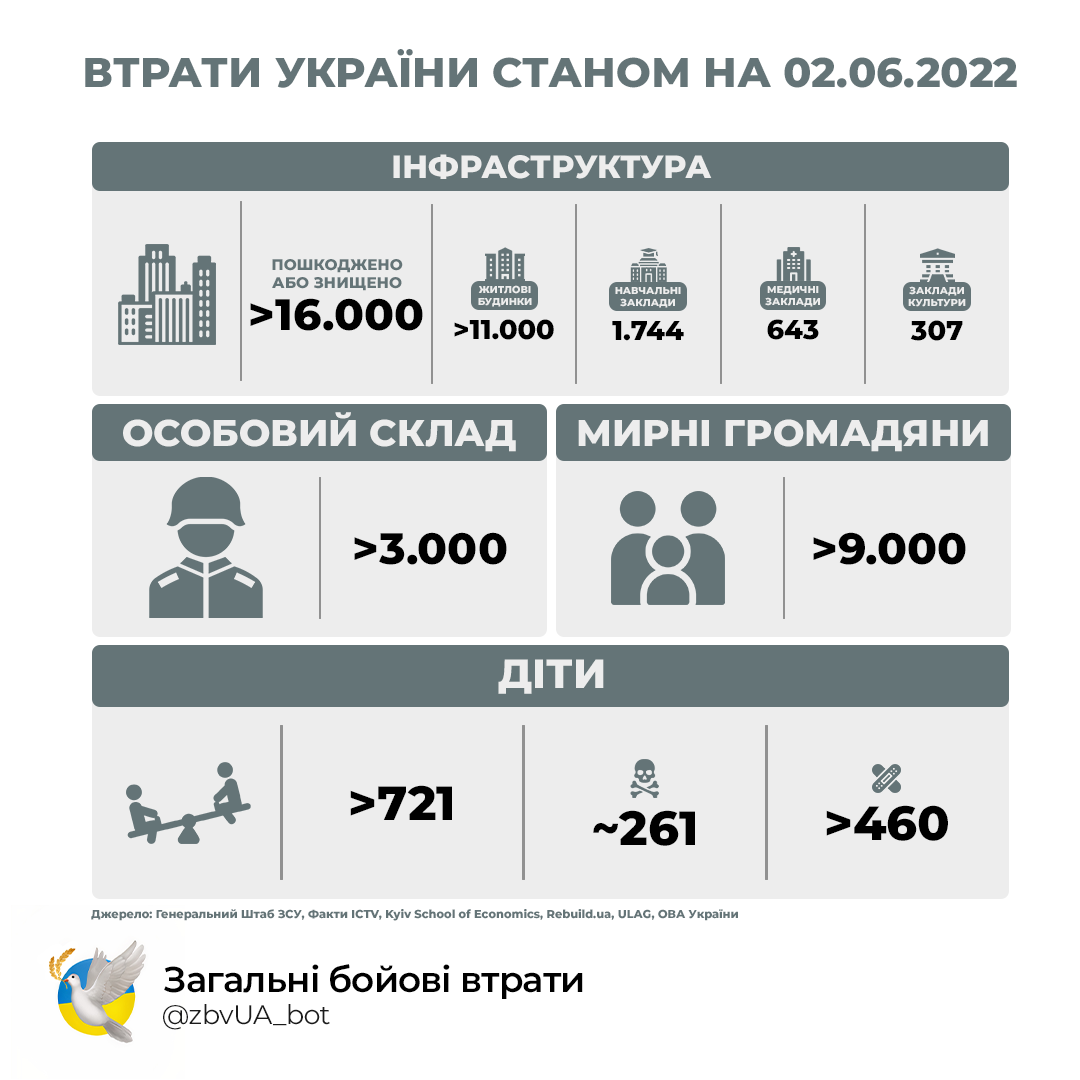 ВТРАТИ УКРАЇНИ СТАНОМ НА 02.06.2022
ІНФРАСТРУКТУРА
ПОШКОДЖЕНО
АБО ЗНИЩЕНО
>16.000
ЖИТЛОВІ
БУДИНКИ
>11.000
НАВЧАЛЬНІ
ЗАКЛАДИ
1.744
МЕДИЧНІ
ЗАКЛАДИ
643
ЗАКЛАДИ
КУЛЬТУРИ
307
ОСОБОВИЙ СКЛАД
>3.000
МИРНІ ГРОМАДЯНИ
>9.000
ДІТИ
>721
~261
>460
Джерело: Генеральний Штаб ЗСУ, Факти ICTV, Kyiv School of Economics, Rebuild.ua, ULAG, ОВА України
Загальні бойові втрати
@zbvUA_bot